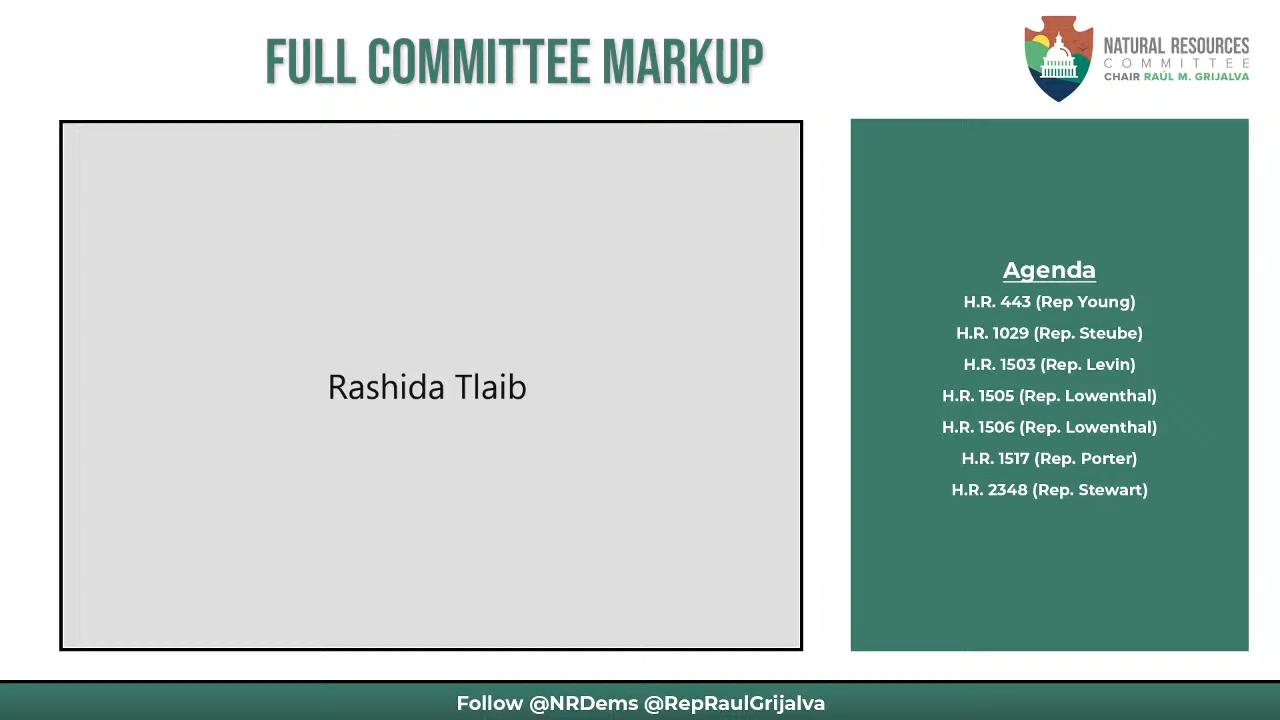 FULL COMMITTEE MARKUP
NATURAL RESOURCES
COMMITTEE
CHAIR RAÚL M. GRIJALVA
Rashida Tlaib
Agenda
H.R. 443 (Rep Young)
H.R. 1029 (Rep. Steube)
H.R. 1503 (Rep. Levin)
H.R. 1505 (Rep. Lowenthal)
H.R. 1506 (Rep. Lowenthal)
H.R. 1517 (Rep. Porter)
H.R. 2348 (Rep. Stewart)
Follow @NRDems @RepRaulGrijalva